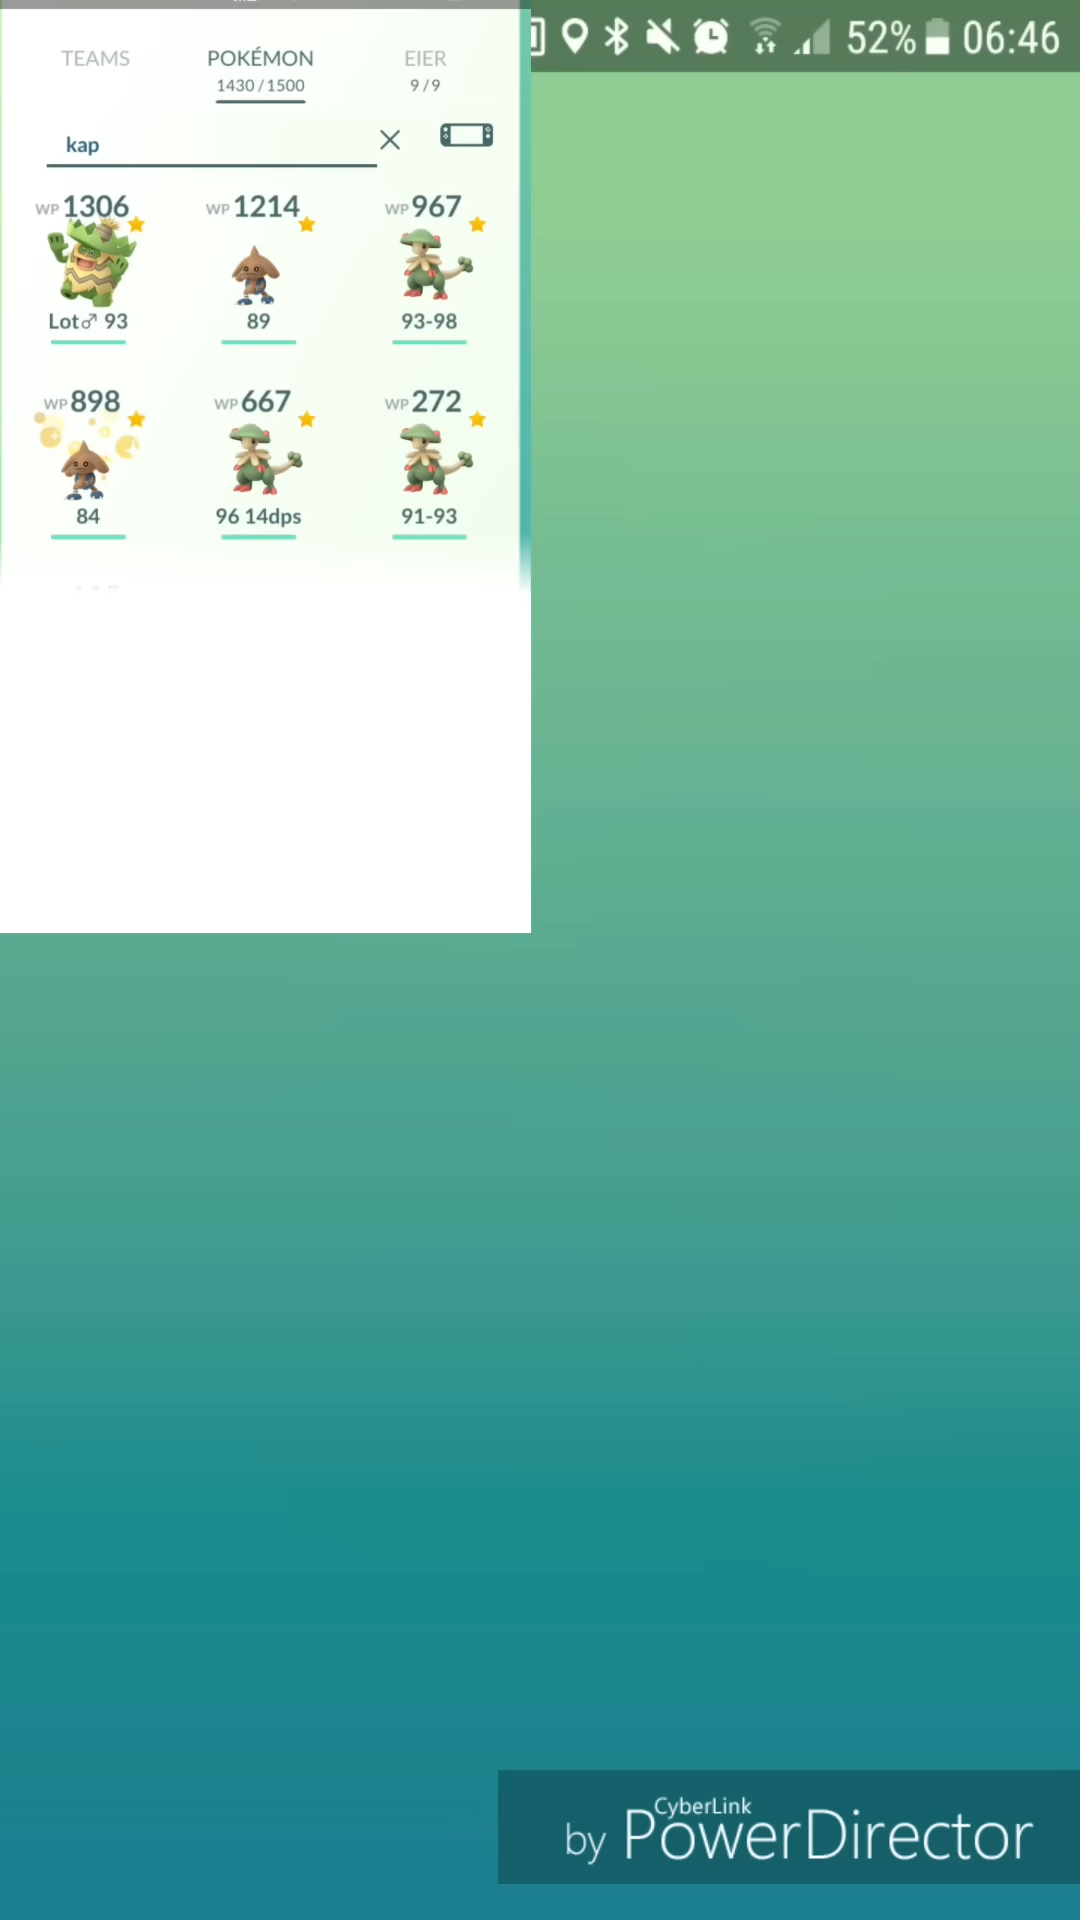 52% 06:46
TEAMS POKÉMON EIER
1430 / 1500 9 / 9
kap
WP 1306 WP 1214 WP 967
Lot♂ 93 89 93-98
WP 898 WP 667 WP 272
84 96 14dps 91-93
CyberLink
by PowerDirector